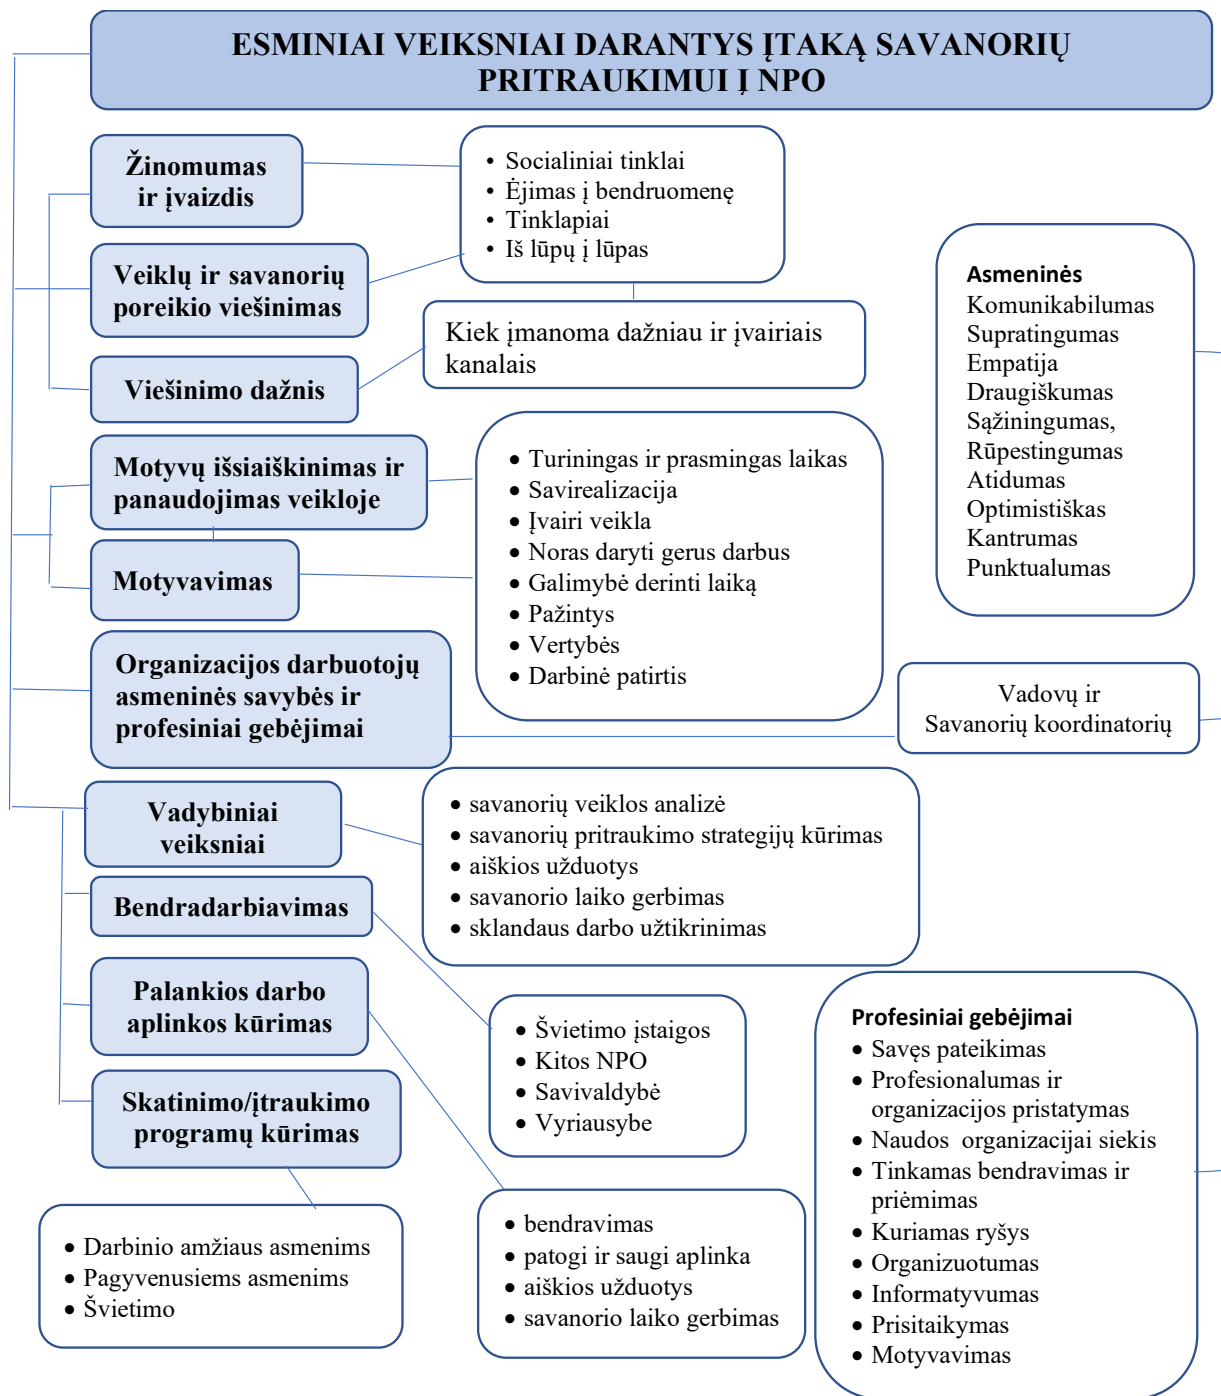 ESMINIAI VEIKSNIAI DARANTYS ĮTAKĄ SAVANORIŲ
PRITRAUKIMUI Į NPO
Žinomumas
ir įvaizdis
• Socialiniai tinklai
• Ėjimas į bendruomenę
• Tinklapiai
• Iš lūpų į lūpas
Veiklų ir savanorių
poreikio viešinimas
Kiek įmanoma dažniau ir įvairiais
kanalais
Viešinimo dažnis
Asmeninės
Komunikabilumas
Supratingumas
Empatija
Draugiškumas
Sąžiningumas,
Rūpestingumas
Atidumas
Optimistiškas
Kantrumas
Punktualumas
Motyvų išsiaiškinimas ir
panaudojimas veikloje
Motyvavimas
• Turiningas ir prasmingas laikas
• Savirealizacija
• Įvairi veikla
• Noras daryti gerus darbus
• Galimybė derinti laiką
• Pažintys
• Vertybės
• Darbinė patirtis
Organizacijos darbuotojų
asmeninės savybės ir
profesiniai gebėjimai
Vadovų ir
Savanorių koordinatorių
Vadybiniai
veiksniai
• savanorių veiklos analizė
• savanorių pritraukimo strategijų kūrimas
• aiškios užduotys
• savanorio laiko gerbimas
• sklandaus darbo užtikrinimas
Bendradarbiavimas
• Švietimo įstaigos
• Kitos NPO
• Savivaldybė
• Vyriausybe
Palankios darbo
aplinkos kūrimas
• bendravimas
• patogi ir saugi aplinka
• aiškios užduotys
• savanorio laiko gerbimas
Skatinimo/įtraukimo
programų kūrimas
• Darbinio amžiaus asmenims
• Pagyvenusiems asmenims
• Švietimo
Profesiniai gebėjimai
• Savęs pateikimas
• Profesionalumas ir
organizacijos pristatymas
• Naudos organizacijai siekis
• Tinkamas bendravimas ir
priėmimas
• Kuriamas ryšys
• Organizuotumas
• Informatyvumas
• Prisitaikymas
• Motyvavimas